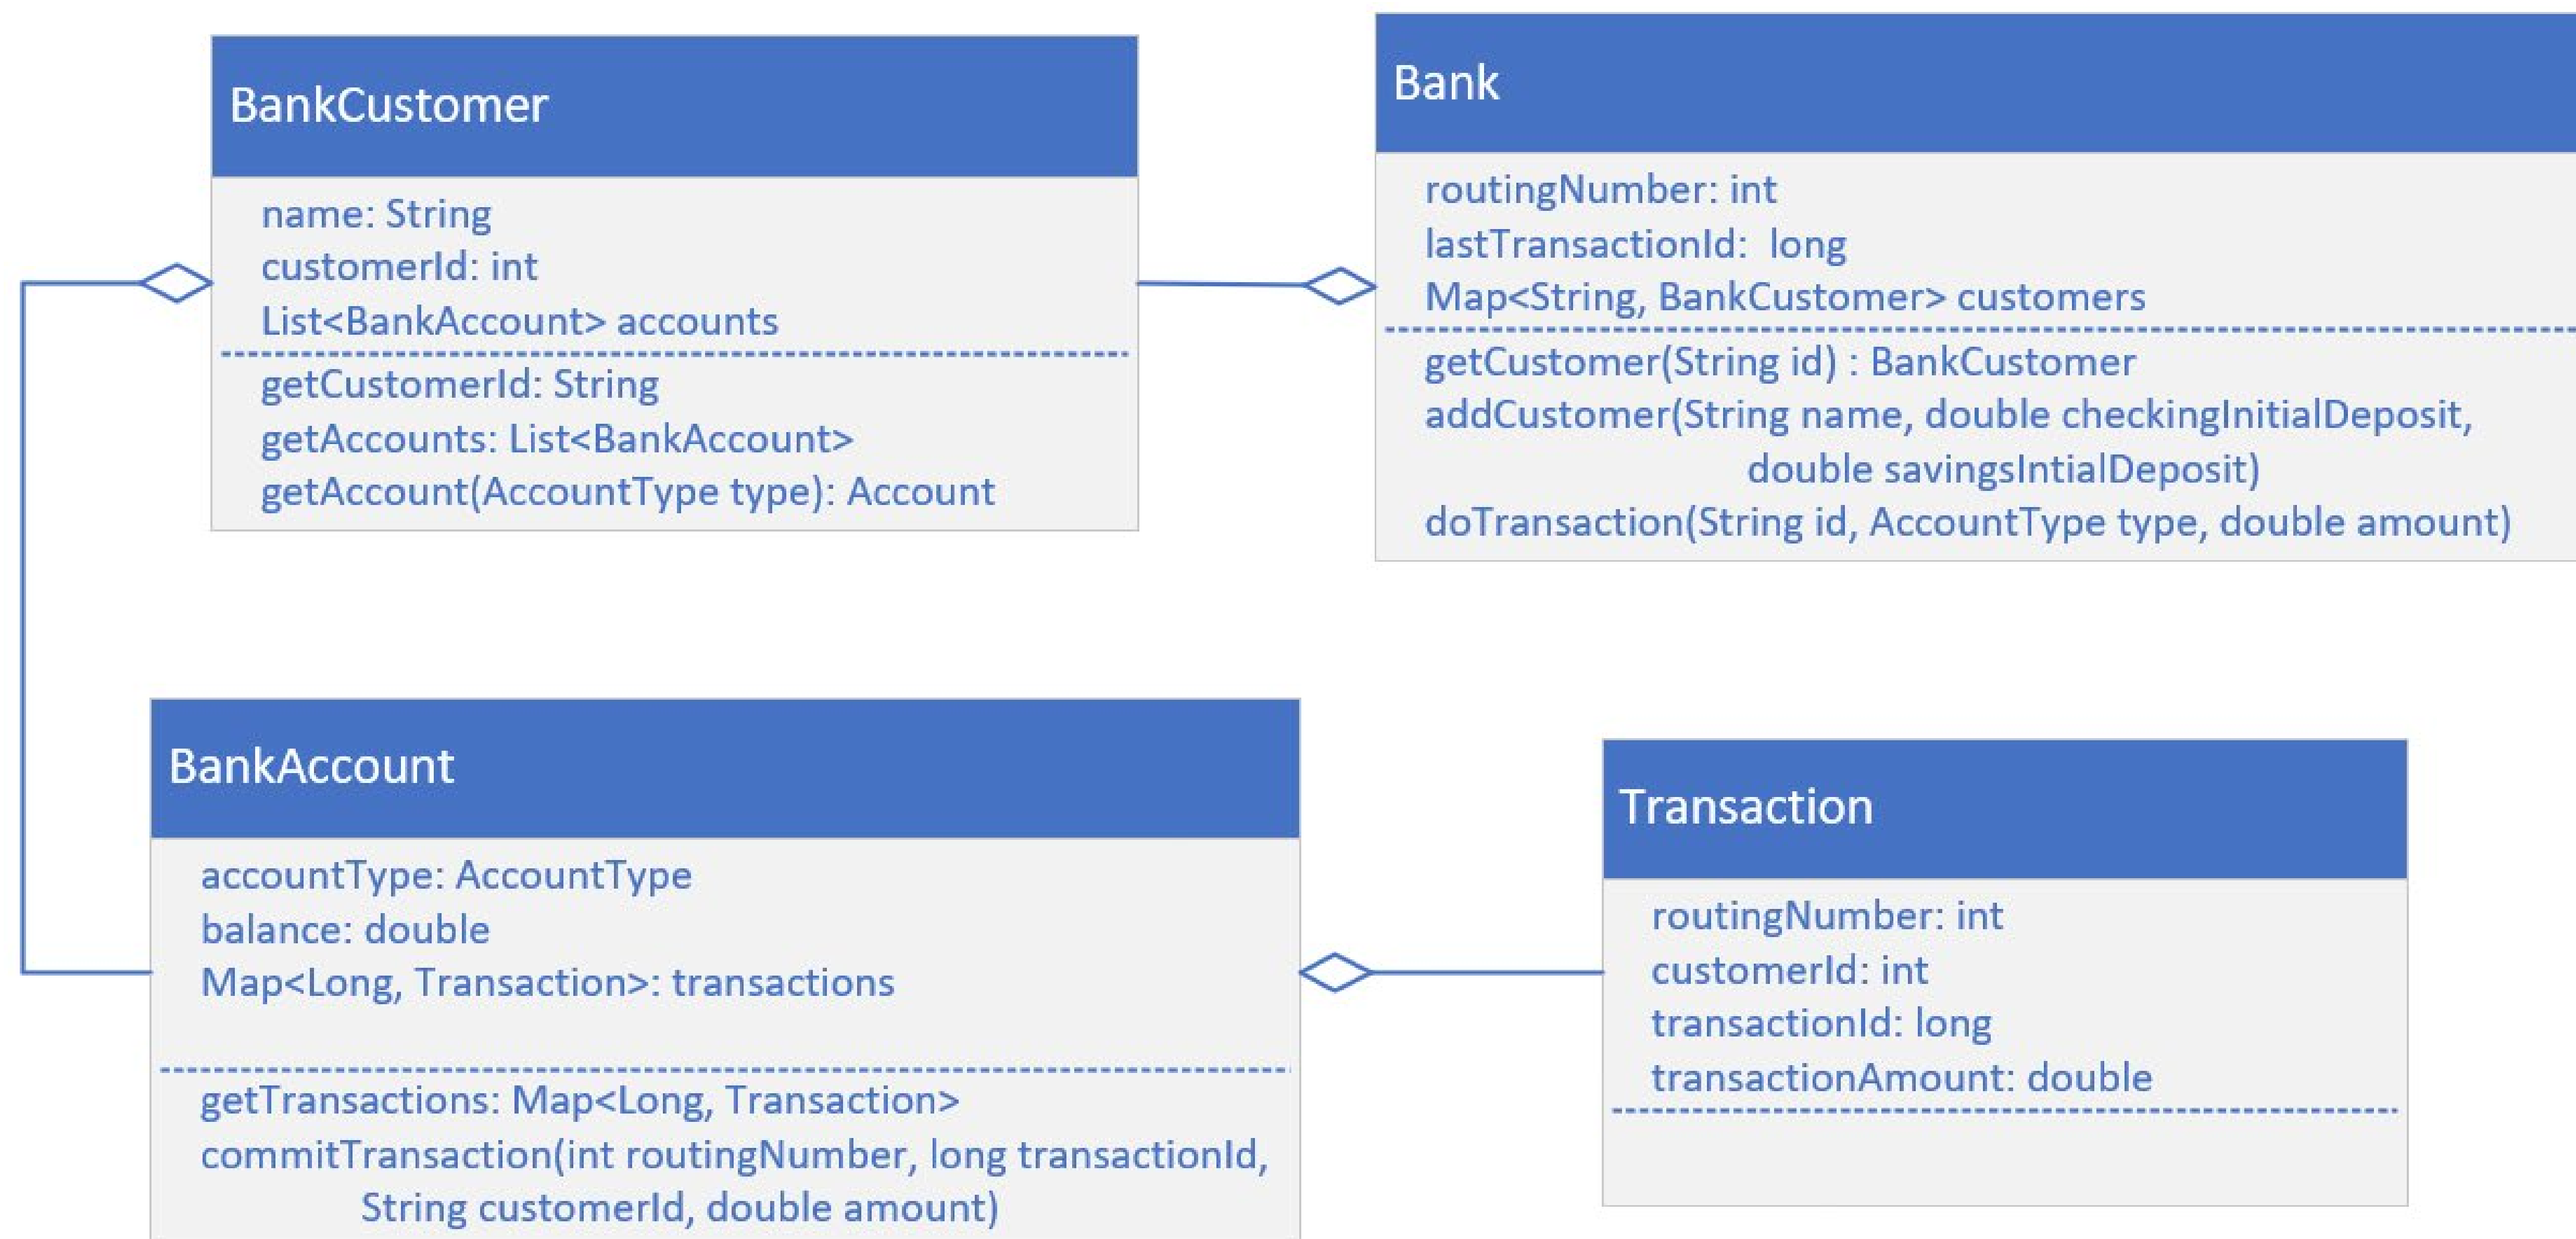 BankCustomer
name: String
customerId: int
List<BankAccount> accounts
getCustomerId: String
getAccounts: List<BankAccount>
getAccount(AccountType type): Account
Bank
routingNumber: int
lastTransactionId:  long
Map<String, BankCustomer> customers
getCustomer(String id) : BankCustomer
addCustomer(String name, double checkingInitialDeposit,
double savingsIntialDeposit)
doTransaction(String id, AccountType type, double amount)
BankAccount
accountType: AccountType
balance: double
Map<Long, Transaction>: transactions
getTransactions: Map<Long, Transaction>
commitTransaction(int routingNumber, long transactionId,
String customerId, double amount)
Transaction
routingNumber: int
customerId: int
transactionId: long
transactionAmount: double